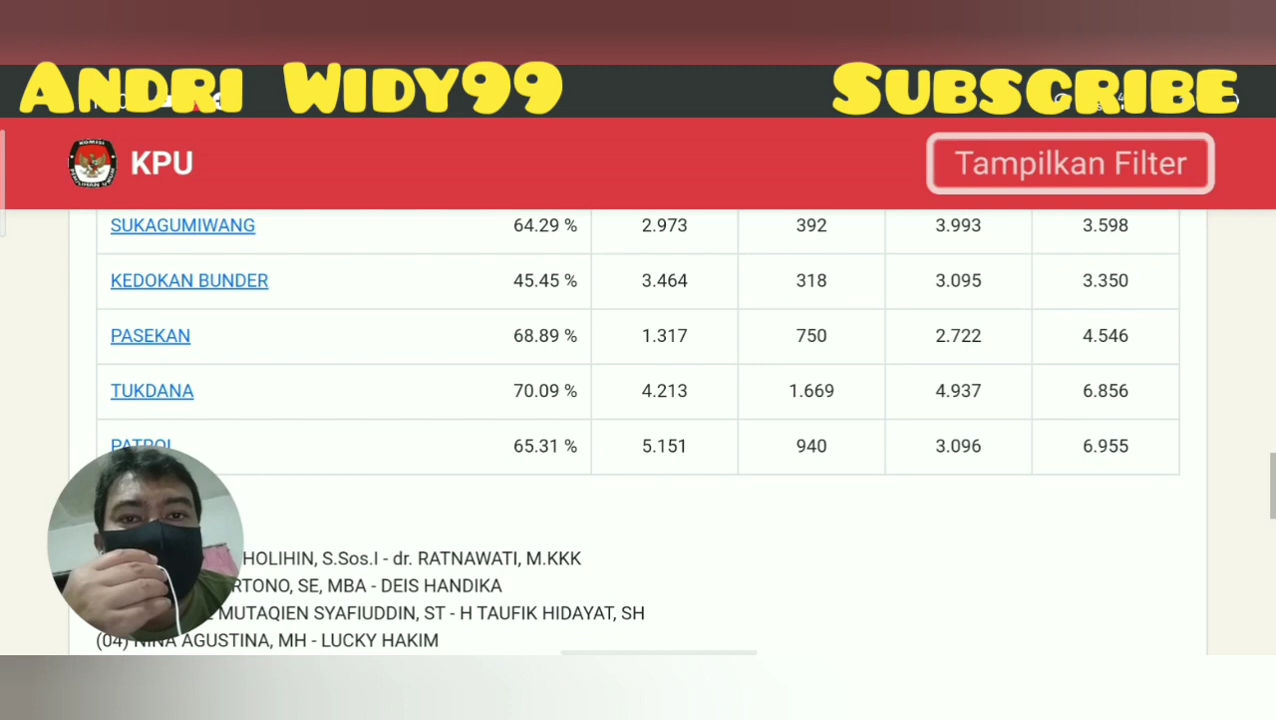 Andri Widy99 Subscribe
KPU Tampilkan Filter
SUKAGUMIWANG 64.29 % 2.973 392 3.993 3.598
KEDOKAN BUNDER 45.45 % 3.464 318 3.095 3.350
PASEKAN 68.89 % 1.317 750 2.722 4.546
TUKDANA 70.09 % 4.213 1.669 4.937 6.856
PATROL 65.31 % 5.151 940 3.096 6.955
HOLIHIN, S.Sos.I - dr. RATNAWATI, M.KKK
RTONO, SE, MBA - DEIS HANDIKA
MUTAQIEN SYAFIUDDIN, ST - H TAUFIK HIDAYAT, SH
(04) NINA AGUSTINA, MH - LUCKY HAKIM